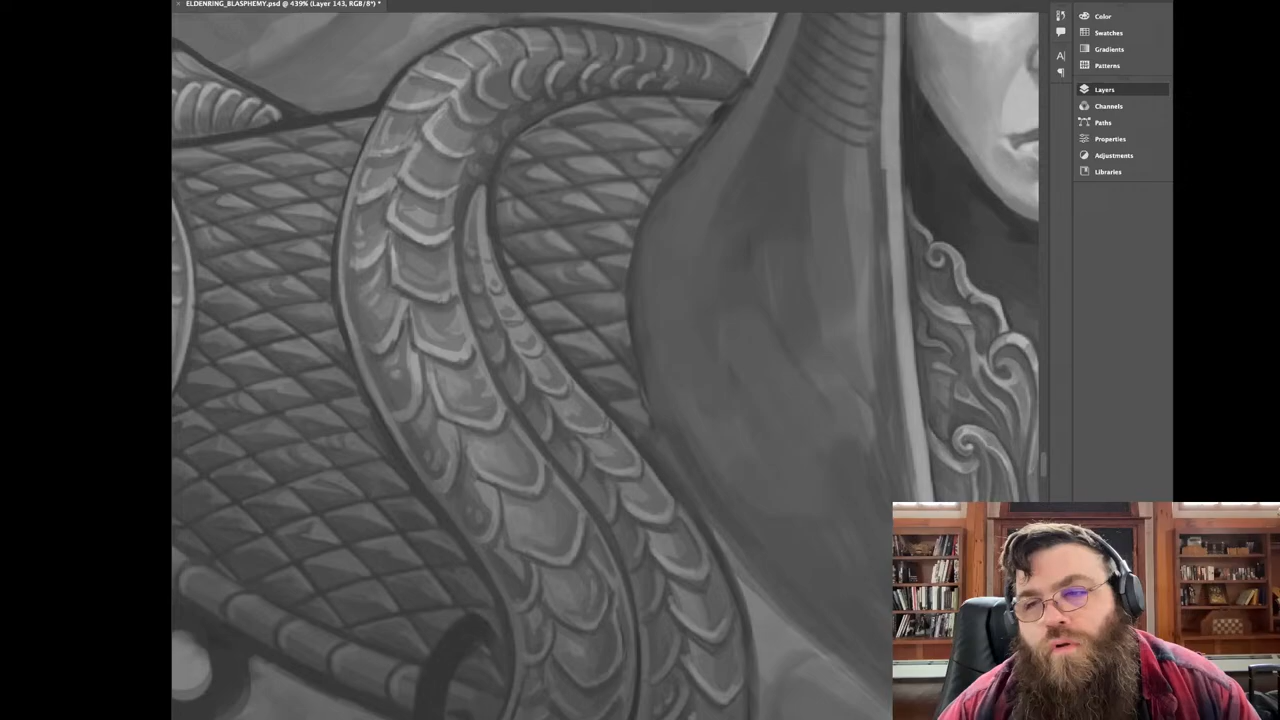 ELDENRING_BLASPHEMY.psd @ 439% (Layer 143, RGB/8*) *
Color
Swatches
Gradients
Patterns
Layers
Channels
Paths
Properties
Adjustments
Libraries